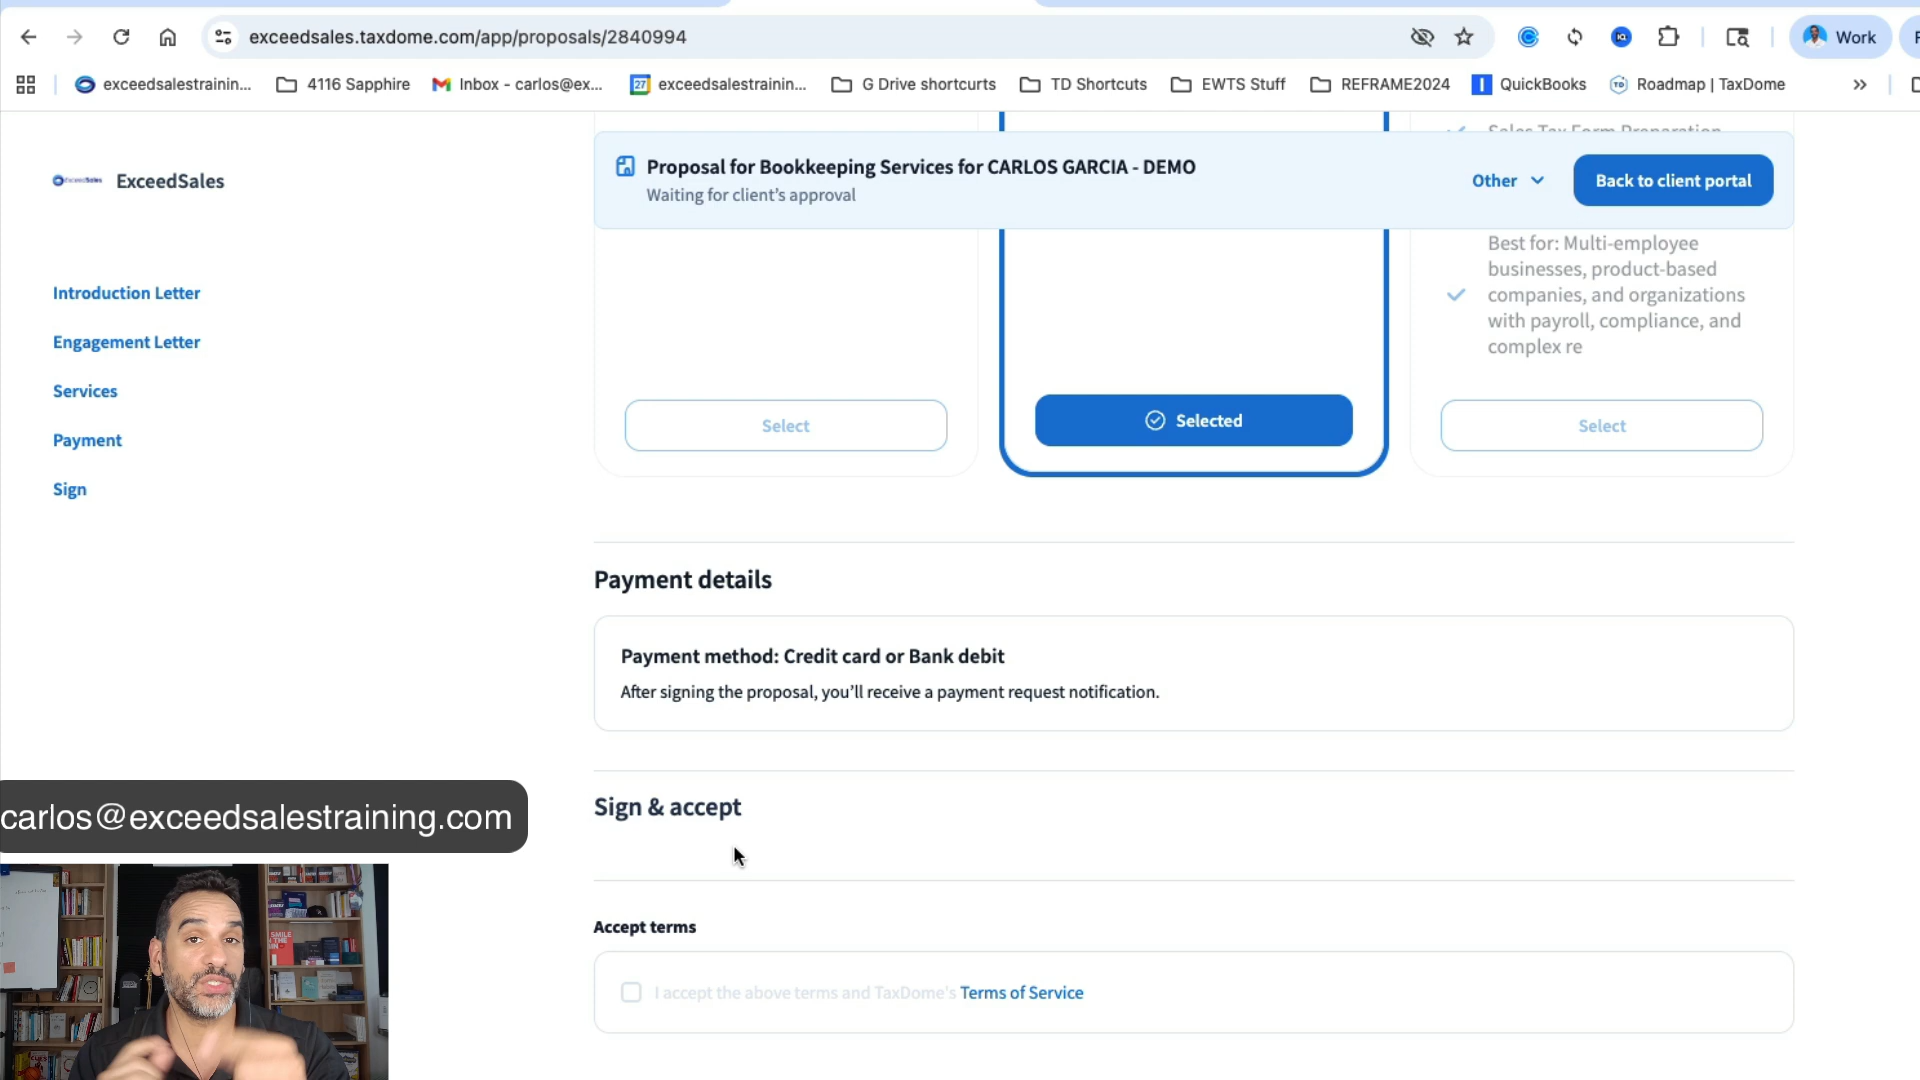 exceedsales.taxdome.com/app/proposals/2840994
Work
exceedsalestrainin...
4116 Sapphire
Inbox - carlos@ex...
exceedsalestrainin...
G Drive shortcurts
TD Shortcuts
EWTS Stuff
REFRAME2024
QuickBooks
Roadmap | TaxDome
ExceedSales
Introduction Letter
Engagement Letter
Services
Payment
Sign
Sales Tax Form Preparation
Proposal for Bookkeeping Services for CARLOS GARCIA - DEMO
Waiting for client's approval
Other
Back to client portal
Best for: Multi-employee
businesses, product-based
companies, and organizations
with payroll, compliance, and
complex re
Select
Selected
Select
Payment details
Payment method: Credit card or Bank debit
After signing the proposal, you'll receive a payment request notification.
Sign & accept
Accept terms
I accept the above terms and TaxDome's Terms of Service
carlos@exceedsalestraining.com